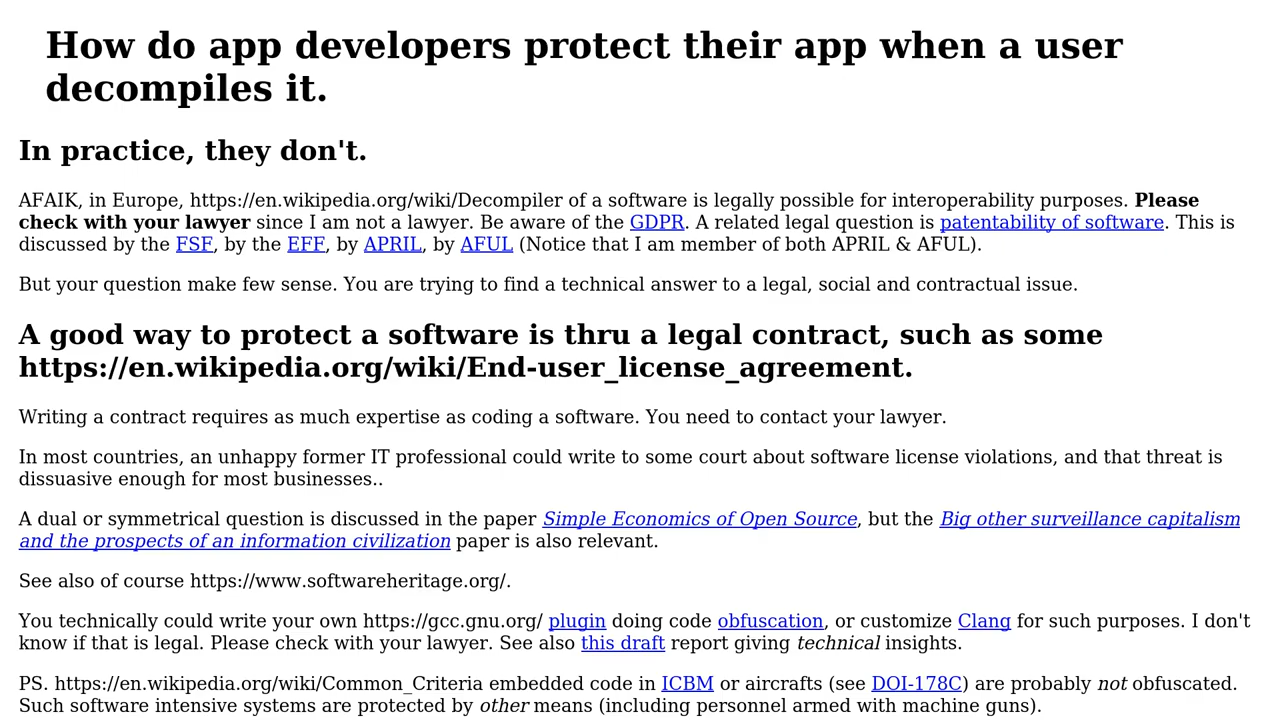 How do app developers protect their app when a user
decompiles it.
In practice, they don't.
AFAIK, in Europe, https://en.wikipedia.org/wiki/Decompiler of a software is legally possible for interoperability purposes. Please
check with your lawyer since I am not a lawyer. Be aware of the GDPR. A related legal question is patentability of software. This is
discussed by the FSF, by the EFF, by APRIL, by AFUL (Notice that I am member of both APRIL & AFUL).
But your question make few sense. You are trying to find a technical answer to a legal, social and contractual issue.
A good way to protect a software is thru a legal contract, such as some
https://en.wikipedia.org/wiki/End-user_license_agreement.
Writing a contract requires as much expertise as coding a software. You need to contact your lawyer.
In most countries, an unhappy former IT professional could write to some court about software license violations, and that threat is
dissuasive enough for most businesses..
A dual or symmetrical question is discussed in the paper Simple Economics of Open Source, but the Big other surveillance capitalism
and the prospects of an information civilization paper is also relevant.
See also of course https://www.softwareheritage.org/.
You technically could write your own https://gcc.gnu.org/ plugin doing code obfuscation, or customize Clang for such purposes. I don't
know if that is legal. Please check with your lawyer. See also this draft report giving technical insights.
PS. https://en.wikipedia.org/wiki/Common_Criteria embedded code in ICBM or aircrafts (see DOI-178C) are probably not obfuscated.
Such software intensive systems are protected by other means (including personnel armed with machine guns).